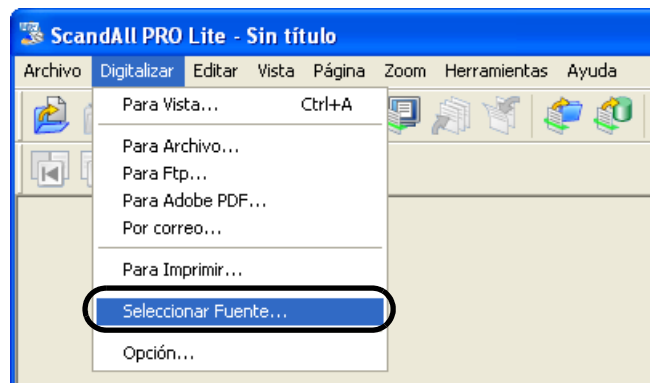 ScandAll PRO Lite - Sin título
Archivo Digitalizar Editar Vista Página Zoom Herramientas Ayuda
Para Vista... Ctrl+A
Para Archivo...
Para Ftp...
Para Adobe PDF...
Por correo...
Para Imprimir...
Seleccionar Fuente...
Opción...